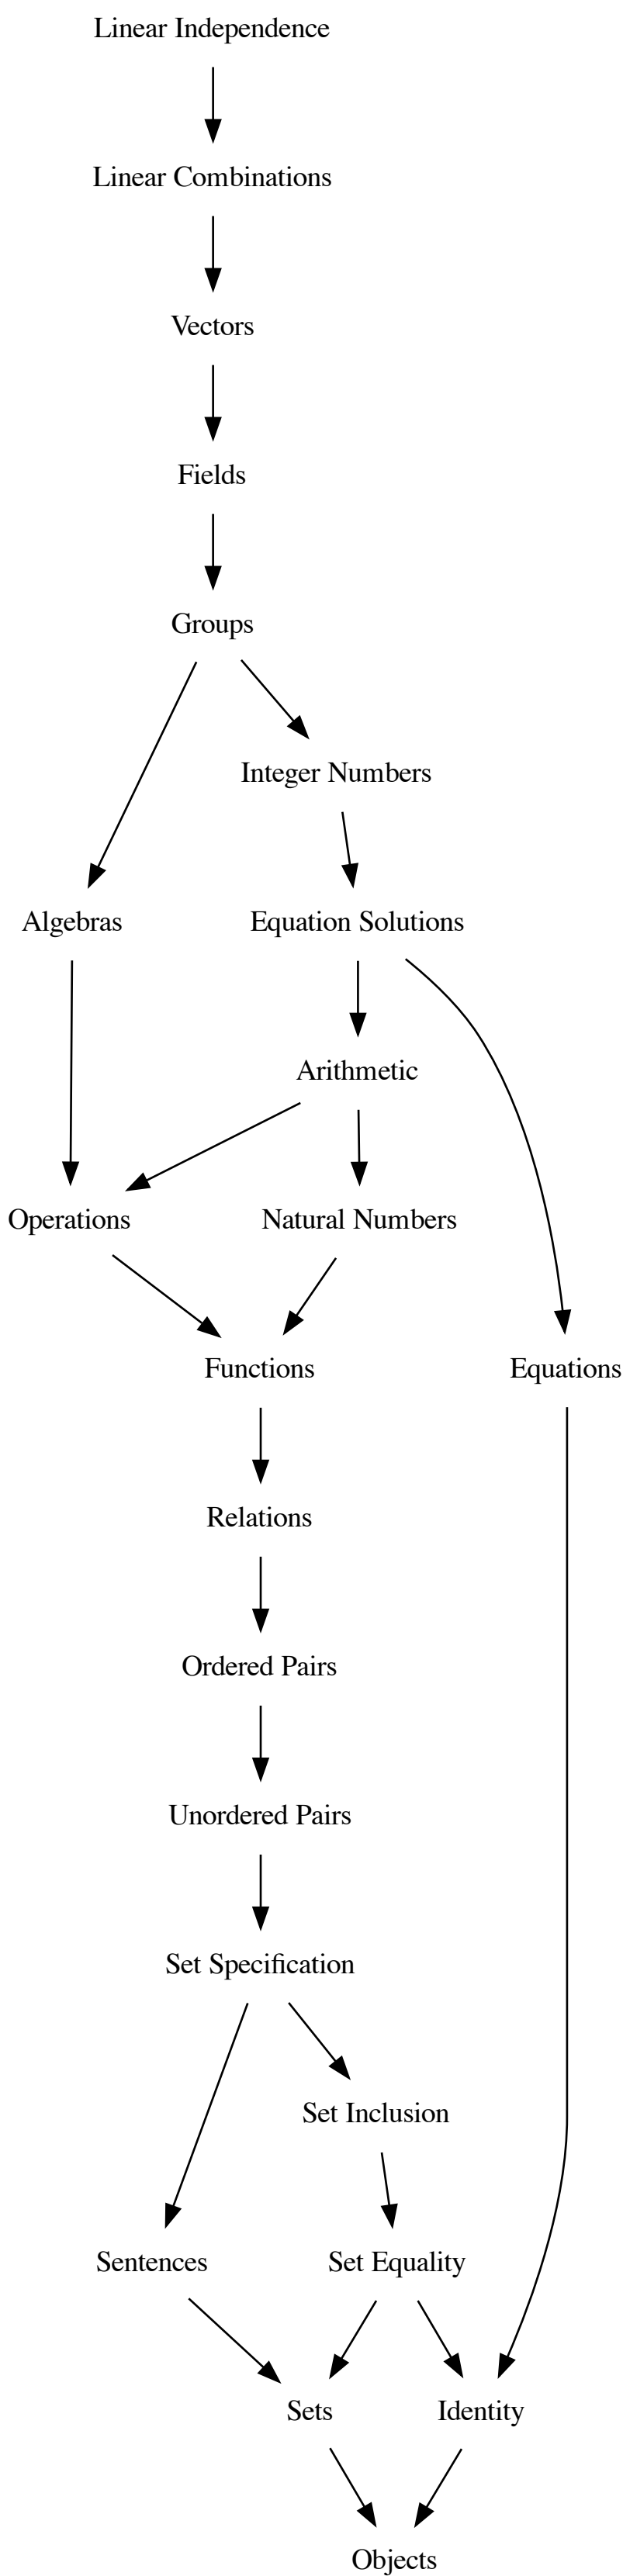 Linear Independence
Linear Combinations
Vectors
Fields
Groups
Integer Numbers
Algebras
Equation Solutions
Arithmetic
Operations
Natural Numbers
Functions
Equations
Relations
Ordered Pairs
Unordered Pairs
Set Specification
Set Inclusion
Sentences
Set Equality
Sets
Identity
Objects